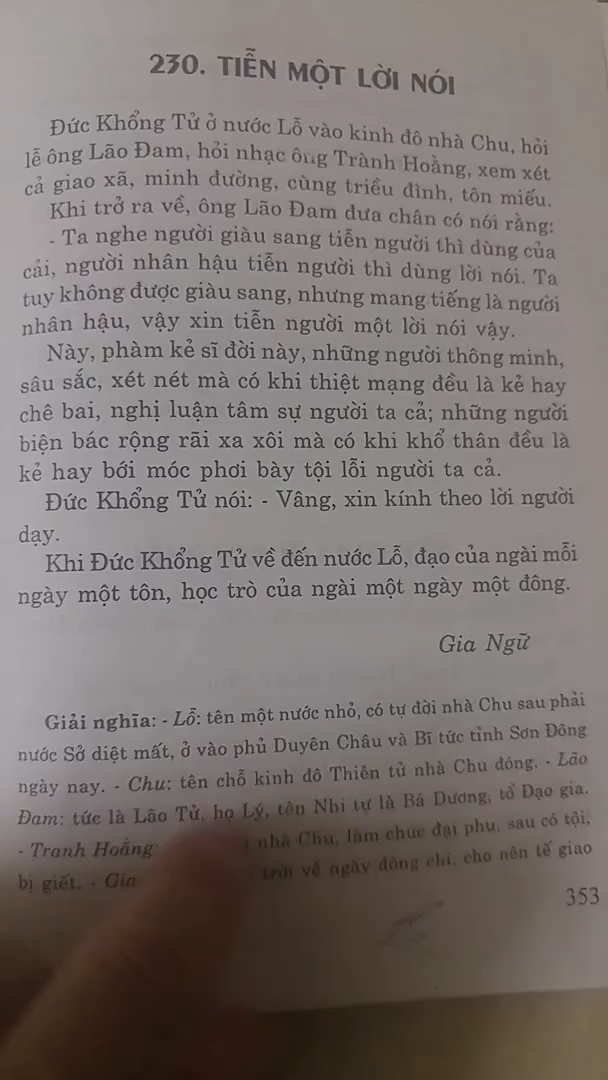 230. TIỄN MỘT LỜI NÓI
Đức Khổng Tử ở nước Lỗ vào kinh đô nhà Chu, hỏi
lễ ông Lão Đam, hỏi nhạc ông Trành Hoằng, xem xét
cả giao xã, minh đường, cùng triều đình, tôn miếu.
Khi trở ra về, ông Lão Đam đưa chân có nói rằng:
- Ta nghe người giàu sang tiễn người thì dùng của
cải, người nhân hậu tiễn người thì dùng lời nói. Ta
tuy không được giàu sang, nhưng mang tiếng là người
nhân hậu, vậy xin tiễn người một lời nói vậy.
Này, phàm kẻ sĩ đời này, những người thông minh,
sâu sắc, xét nét mà có khi thiệt mạng đều là kẻ hay
chê bai, nghị luận tâm sự người ta cả; những người
biện bác rộng rãi xa xôi mà có khi khổ thân đều là
kẻ hay bới móc phơi bày tội lỗi người ta cả.
Đức Khổng Tử nói: - Vâng, xin kính theo lời người
dạy.
Khi Đức Khổng Tử về đến nước Lỗ, đạo của ngài mỗi
ngày một tôn, học trò của ngài một ngày một đông.
Gia Ngữ
Giải nghĩa: - Lỗ: tên một nước nhỏ, có tự đời nhà Chu sau phải
nước Sở diệt mất, ở vào phủ Duyên Châu và Bĩ tức tỉnh Sơn Đông
ngày nay. - Chu: tên chỗ kinh đô Thiên tử nhà Chu đóng. - Lão
Đam: tức là Lão Tử, họ Lý, tên Nhi tự là Bá Dương, tổ Đạo gia.
- Tranh Hoằng: nhà Chu, làm chức đại phu, sau có tội,
bị giết. - Gia trời về ngày đông chí, cho nên tế giao
353